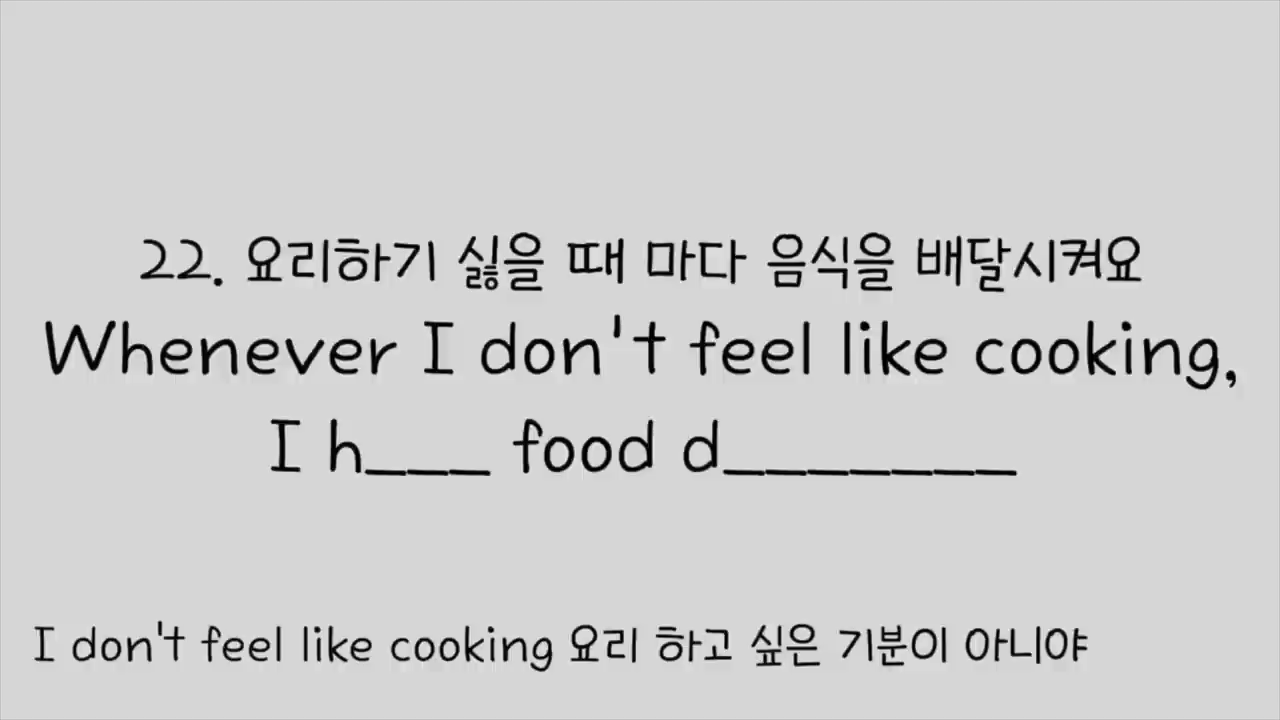 22. 요리하기 싫을 때 마다 음식을 배달시켜요
Whenever I don't feel like cooking,
I h___ food d_______
I don't feel like cooking 요리 하고 싶은 기분이 아니야